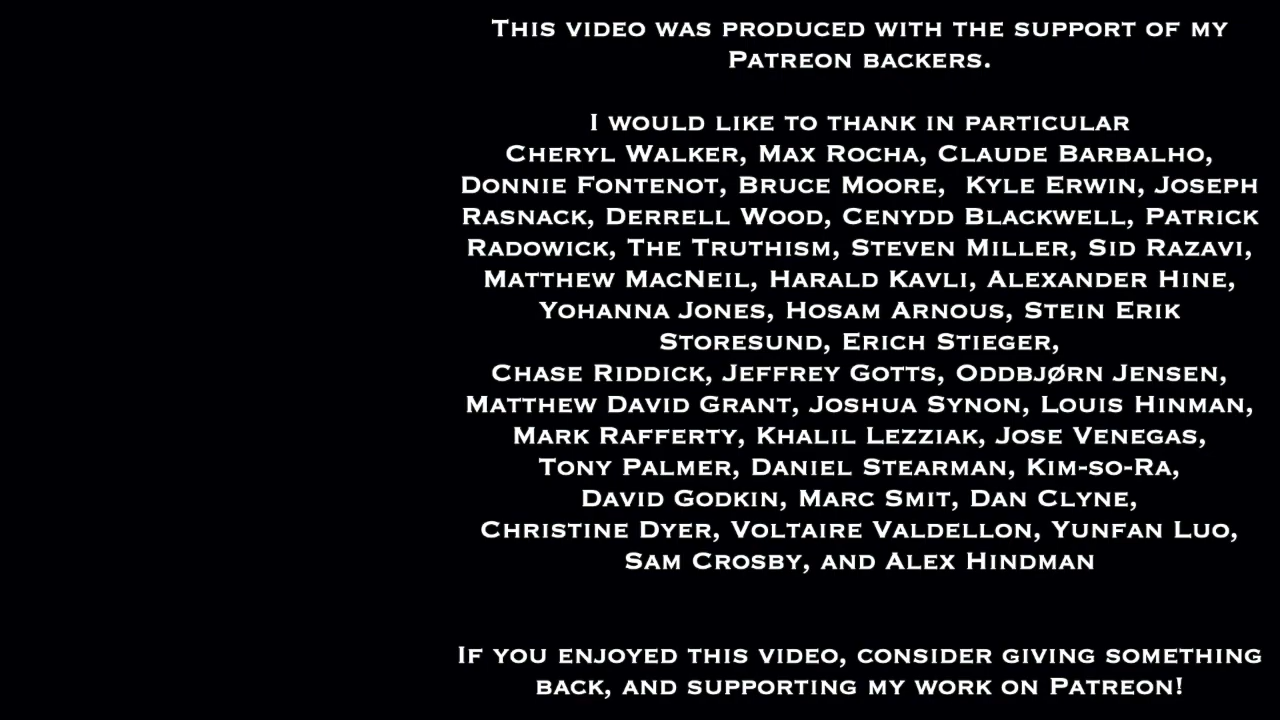 This video was produced with the support of my
Patreon backers.
I would like to thank in particular
Cheryl Walker, Max Rocha, Claude Barbalho,
Donnie Fontenot, Bruce Moore, Kyle Erwin, Joseph
Rasnack, Derrell Wood, Cenydd Blackwell, Patrick
Radowick, The Truthism, Steven Miller, Sid Razavi,
Matthew MacNeil, Harald Kavli, Alexander Hine,
Yohanna Jones, Hosam Arnous, Stein Erik
Storesund, Erich Stieger,
Chase Riddick, Jeffrey Gotts, Oddbjørn Jensen,
Matthew David Grant, Joshua Synon, Louis Hinman,
Mark Rafferty, Khalil Lezziak, Jose Venegas,
Tony Palmer, Daniel Stearman, Kim-so-Ra,
David Godkin, Marc Smit, Dan Clyne,
Christine Dyer, Voltaire Valdellon, Yunfan Luo,
Sam Crosby, and Alex Hindman
If you enjoyed this video, consider giving something
back, and supporting my work on Patreon!